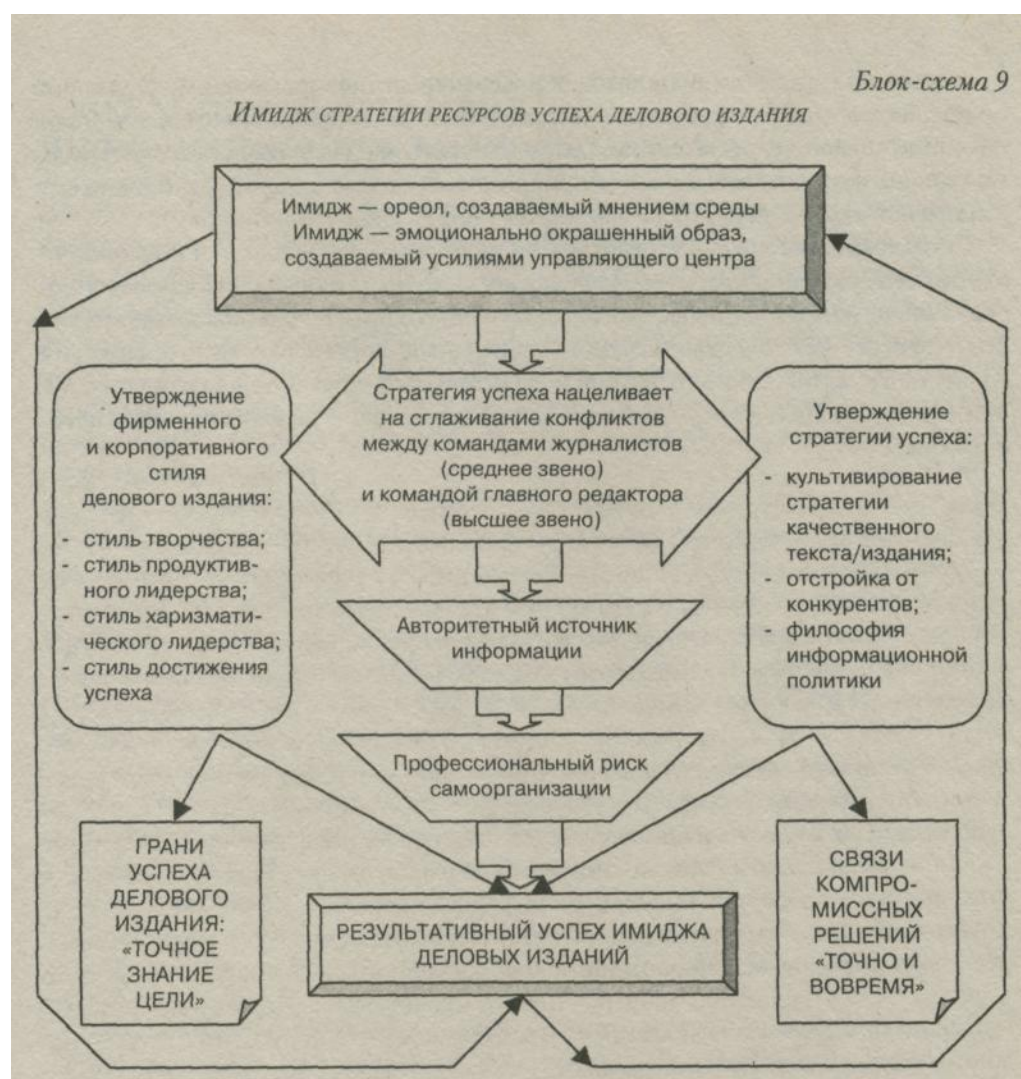 Блок-схема 9
Имидж стратегии ресурсов успеха делового издания
Имидж — ореол, создаваемый мнением среды
Имидж — эмоционально окрашенный образ,
создаваемый усилиями управляющего центра
Утверждение
фирменного
и корпоративного
стиля
делового издания:
- стиль творчества;
- стиль продуктив-
ного лидерства;
- стиль харизмати-
ческого лидерства;
- стиль достижения
успеха
Стратегия успеха нацеливает
на сглаживание конфликтов
между командами журналистов
(среднее звено)
и командой главного редактора
(высшее звено)
Утверждение
стратегии успеха:
- культивирование
стратегии
качественного
текста/издания;
- отстройка от
конкурентов;
- философия
информационной
политики
Авторитетный источник
информации
Профессиональный риск
самоорганизации
ГРАНИ
УСПЕХА
ДЕЛОВОГО
ИЗДАНИЯ:
«ТОЧНОЕ
ЗНАНИЕ
ЦЕЛИ»
РЕЗУЛЬТАТИВНЫЙ УСПЕХ ИМИДЖА
ДЕЛОВЫХ ИЗДАНИЙ
СВЯЗИ
КОМПРО-
МИССНЫХ
РЕШЕНИЙ
«ТОЧНО И
ВОВРЕМЯ»